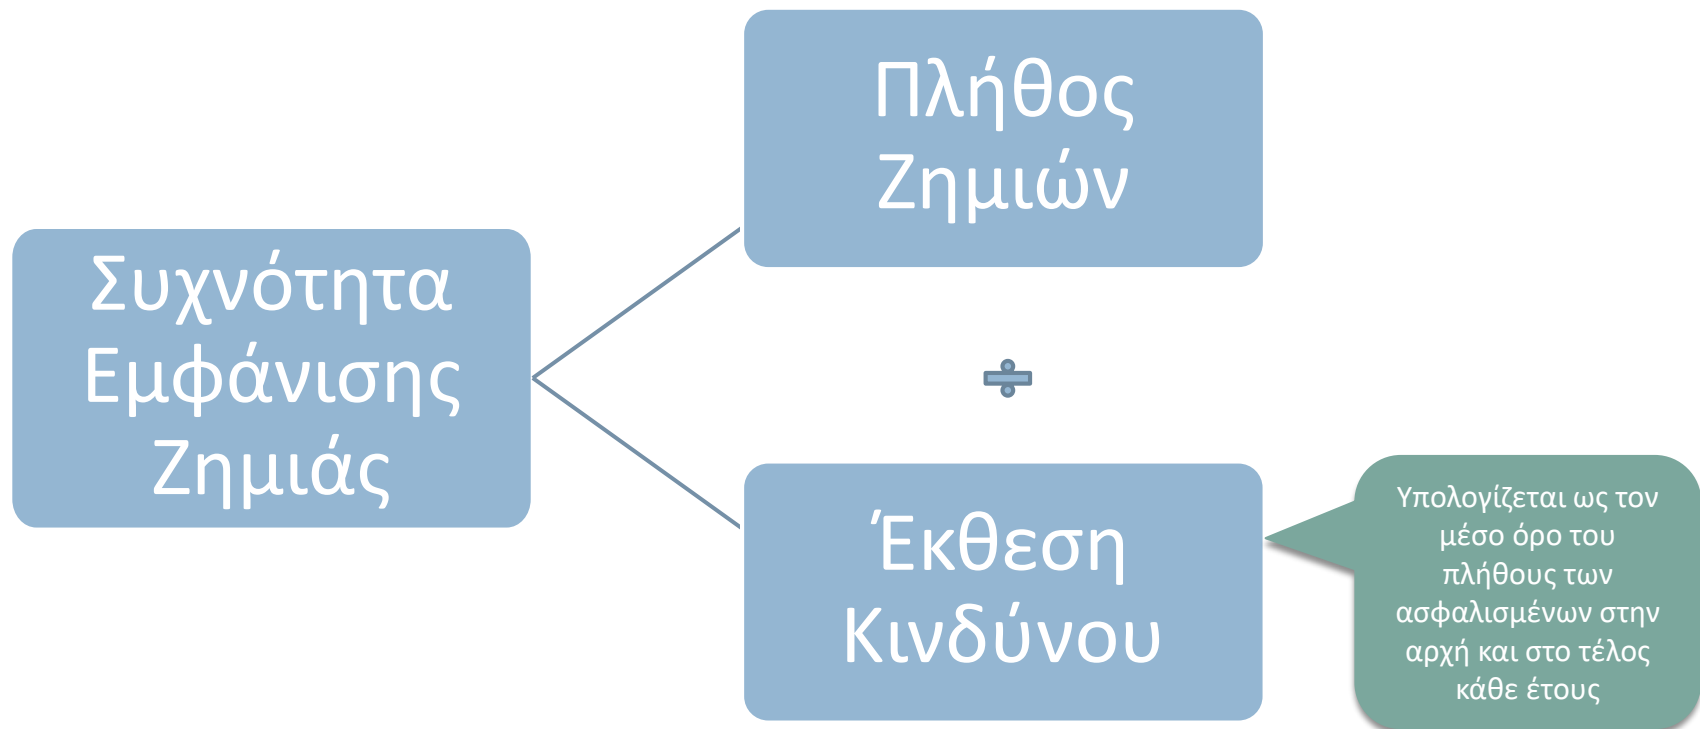 Πλήθος
Ζημιών
Συχνότητα
Εμφάνισης
Ζημιάς
÷
Έκθεση
Κινδύνου
Υπολογίζεται ως τον
μέσο όρο του
πλήθους των
ασφαλισμένων στην
αρχή και στο τέλος
κάθε έτους